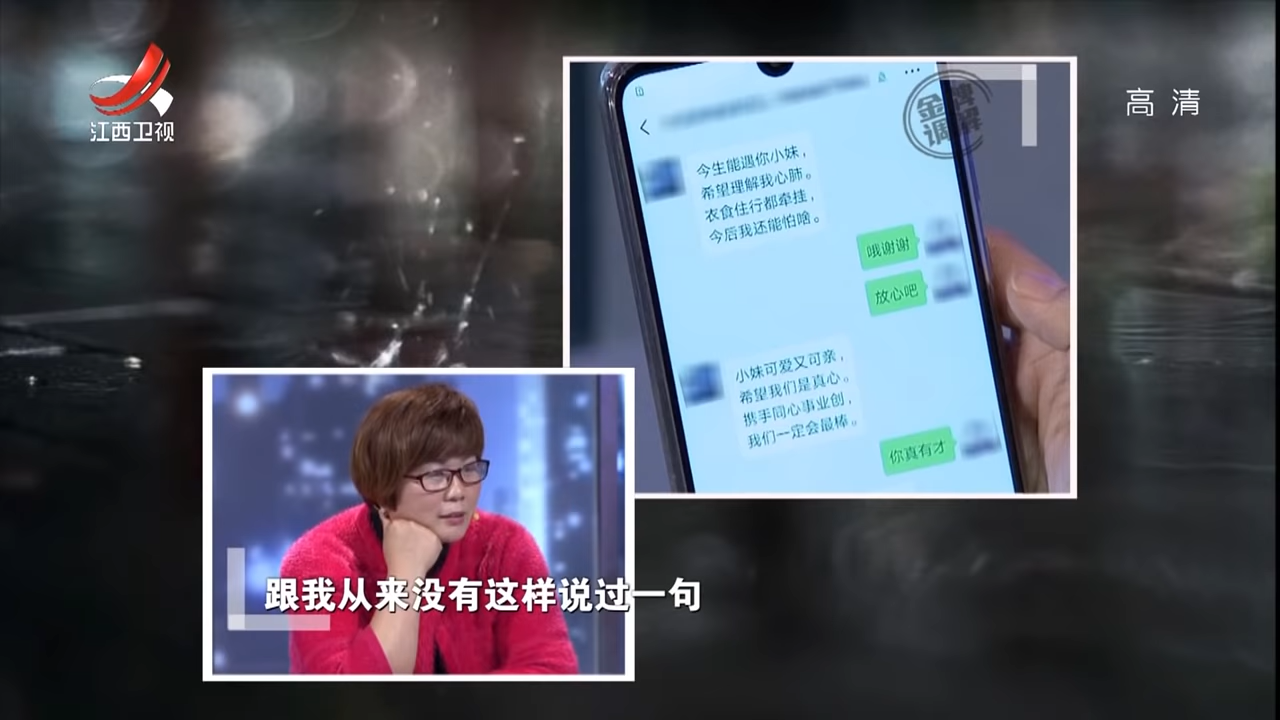 江西卫视
高清
金牌
调解
今生能遇你小妹，
希望理解我心肺。
衣食住行都牵挂，
今后我还能怕啥。
哦谢谢
放心吧
小妹可爱又可亲，
希望我们是真心。
携手同心事业创，
我们一定会最棒。
你真有才
跟我从来没有这样说过一句